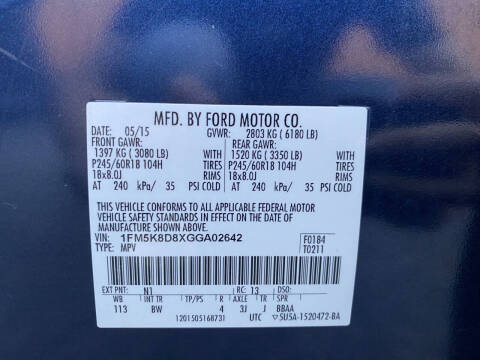 MFD. BY FORD MOTOR CO.
DATE: 05/15 GVWR: 2803 KG ( 6180 LB)
FRONT GAWR: REAR GAWR:
1397 KG ( 3080 LB) WITH 1520 KG ( 3350 LB) WITH
P245/60R18 104H TIRES P245/60R18 104H TIRES
18x8.0J RIMS 18x8.0J RIMS
AT 240 kPa/ 35 PSI COLD AT 240 kPa/ 35 PSI COLD
THIS VEHICLE CONFORMS TO ALL APPLICABLE FEDERAL MOTOR
VEHICLE SAFETY STANDARDS IN EFFECT ON THE DATE OF
MANUFACTURE SHOWN ABOVE.
VIN: 1FM5K8D8XGGA02642 F0184
TYPE: MPV T0211
EXT PNT: N1 RC: 13 DSO:
WB INT TR TP/PS R AXLE TR SPR
113 BW 4 3J J BBAA
1201505168731 UTC 5U5A-1520472-BA